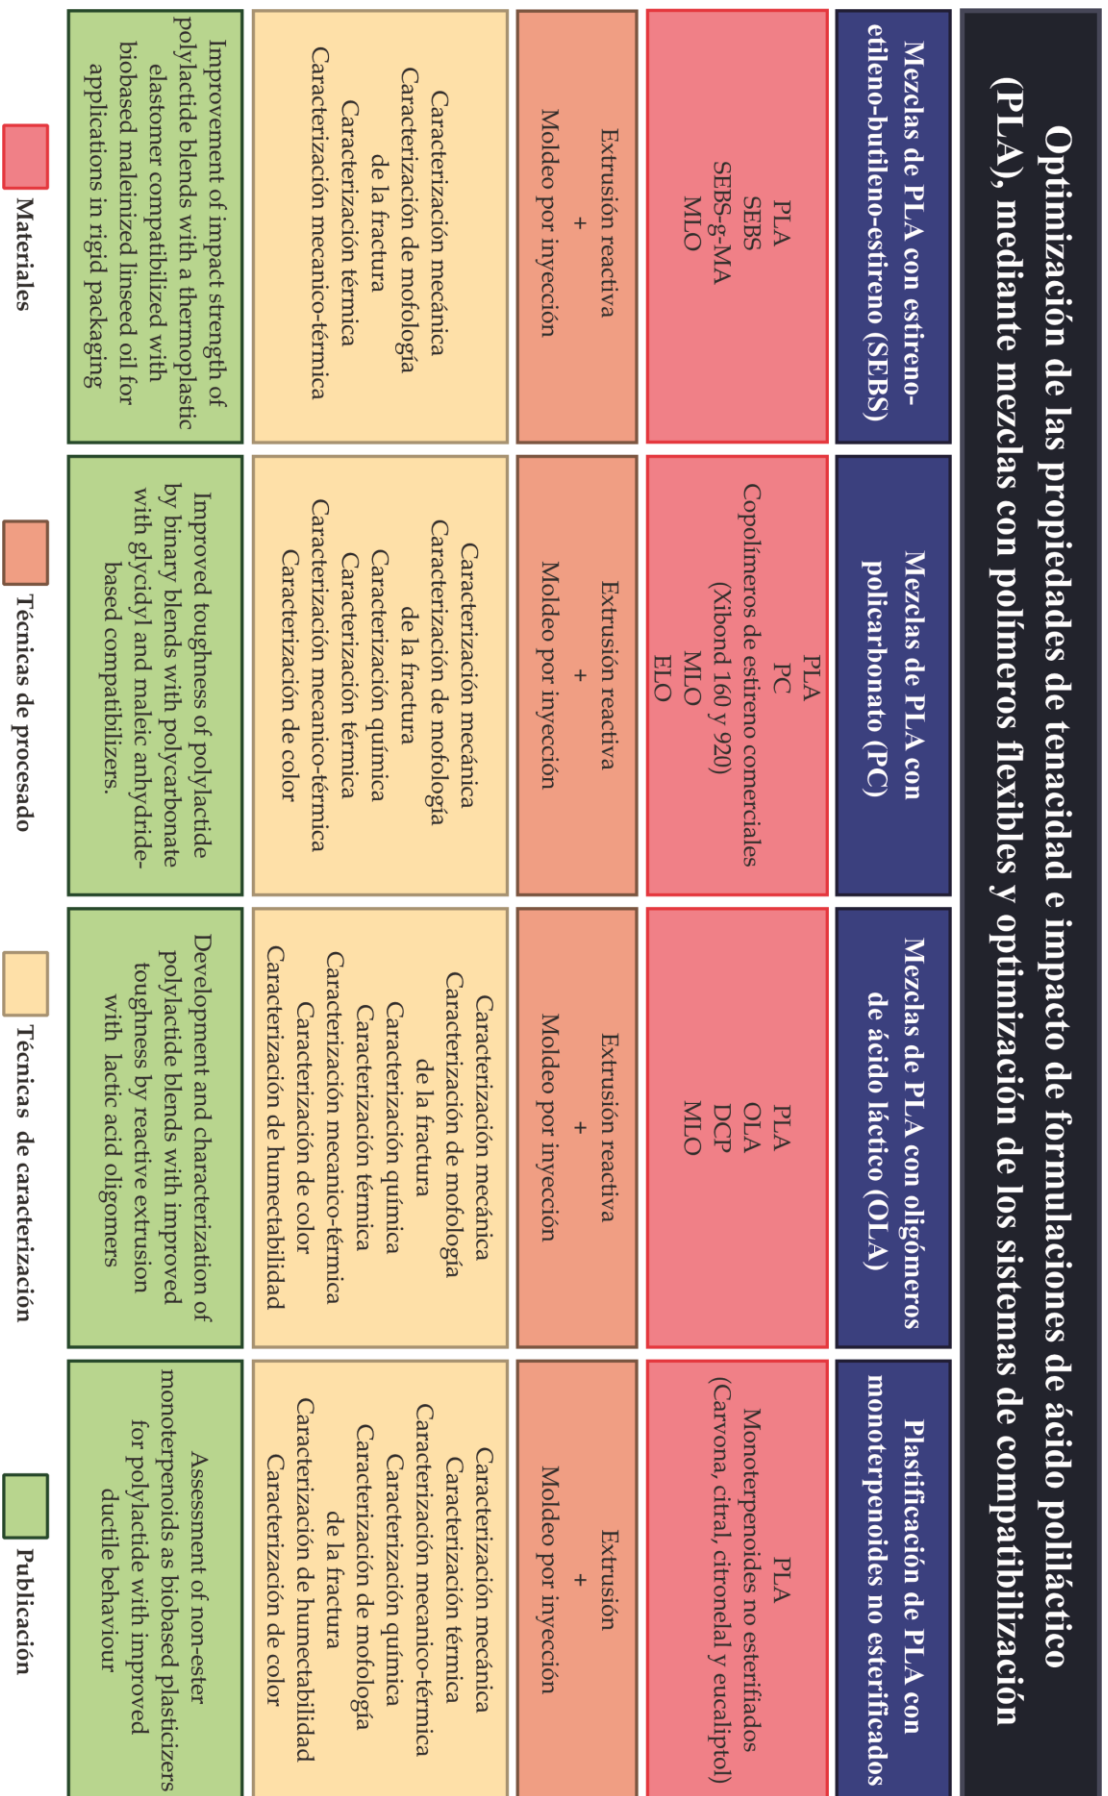 Optimización de las propiedades de tenacidad e impacto de formulaciones de ácido poliláctico
(PLA), mediante mezclas con polímeros flexibles y optimización de los sistemas de compatibilización
Mezclas de PLA con estireno-
etileno-butileno-estireno (SEBS)
PLA
SEBS
SEBS-g-MA
MLO
Extrusión reactiva
+
Moldeo por inyección
Caracterización mecánica
Caracterización de mofología
de la fractura
Caracterización térmica
Caracterización mecanico-térmica
Improvement of impact strength of
polylactide blends with a thermoplastic
elastomer compatibilized with
biobased maleinized linseed oil for
applications in rigid packaging
Mezclas de PLA con
policarbonato (PC)
PLA
PC
Copolímeros de estireno comerciales
(Xibond 160 y 920)
MLO
ELO
Extrusión reactiva
+
Moldeo por inyección
Caracterización mecánica
Caracterización de mofología
de la fractura
Caracterización química
Caracterización térmica
Caracterización mecanico-térmica
Caracterización de color
Improved toughness of polylactide
by binary blends with polycarbonate
with glycidyl and maleic anhydride-
based compatibilizers.
Mezclas de PLA con oligómeros
de ácido láctico (OLA)
PLA
OLA
DCP
MLO
Extrusión reactiva
+
Moldeo por inyección
Caracterización mecánica
Caracterización de mofología
de la fractura
Caracterización química
Caracterización térmica
Caracterización mecanico-térmica
Caracterización de color
Caracterización de humectabilidad
Development and characterization of
polylactide blends with improved
toughness by reactive extrusion
with lactic acid oligomers
Plastificación de PLA con
monoterpenoides no esterificados
PLA
Monoterpenoides no esterifiados
(Carvona, citral, citronelal y eucaliptol)
Extrusión
+
Moldeo por inyección
Caracterización mecánica
Caracterización térmica
Caracterización mecanico-térmica
Caracterización química
Caracterización de mofología
de la fractura
Caracterización de humectabilidad
Caracterización de color
Assessment of non-ester
monoterpenoids as biobased plasticizers
for polylactide with improved
ductile behaviour
Materiales
Técnicas de procesado
Técnicas de caracterización
Publicación